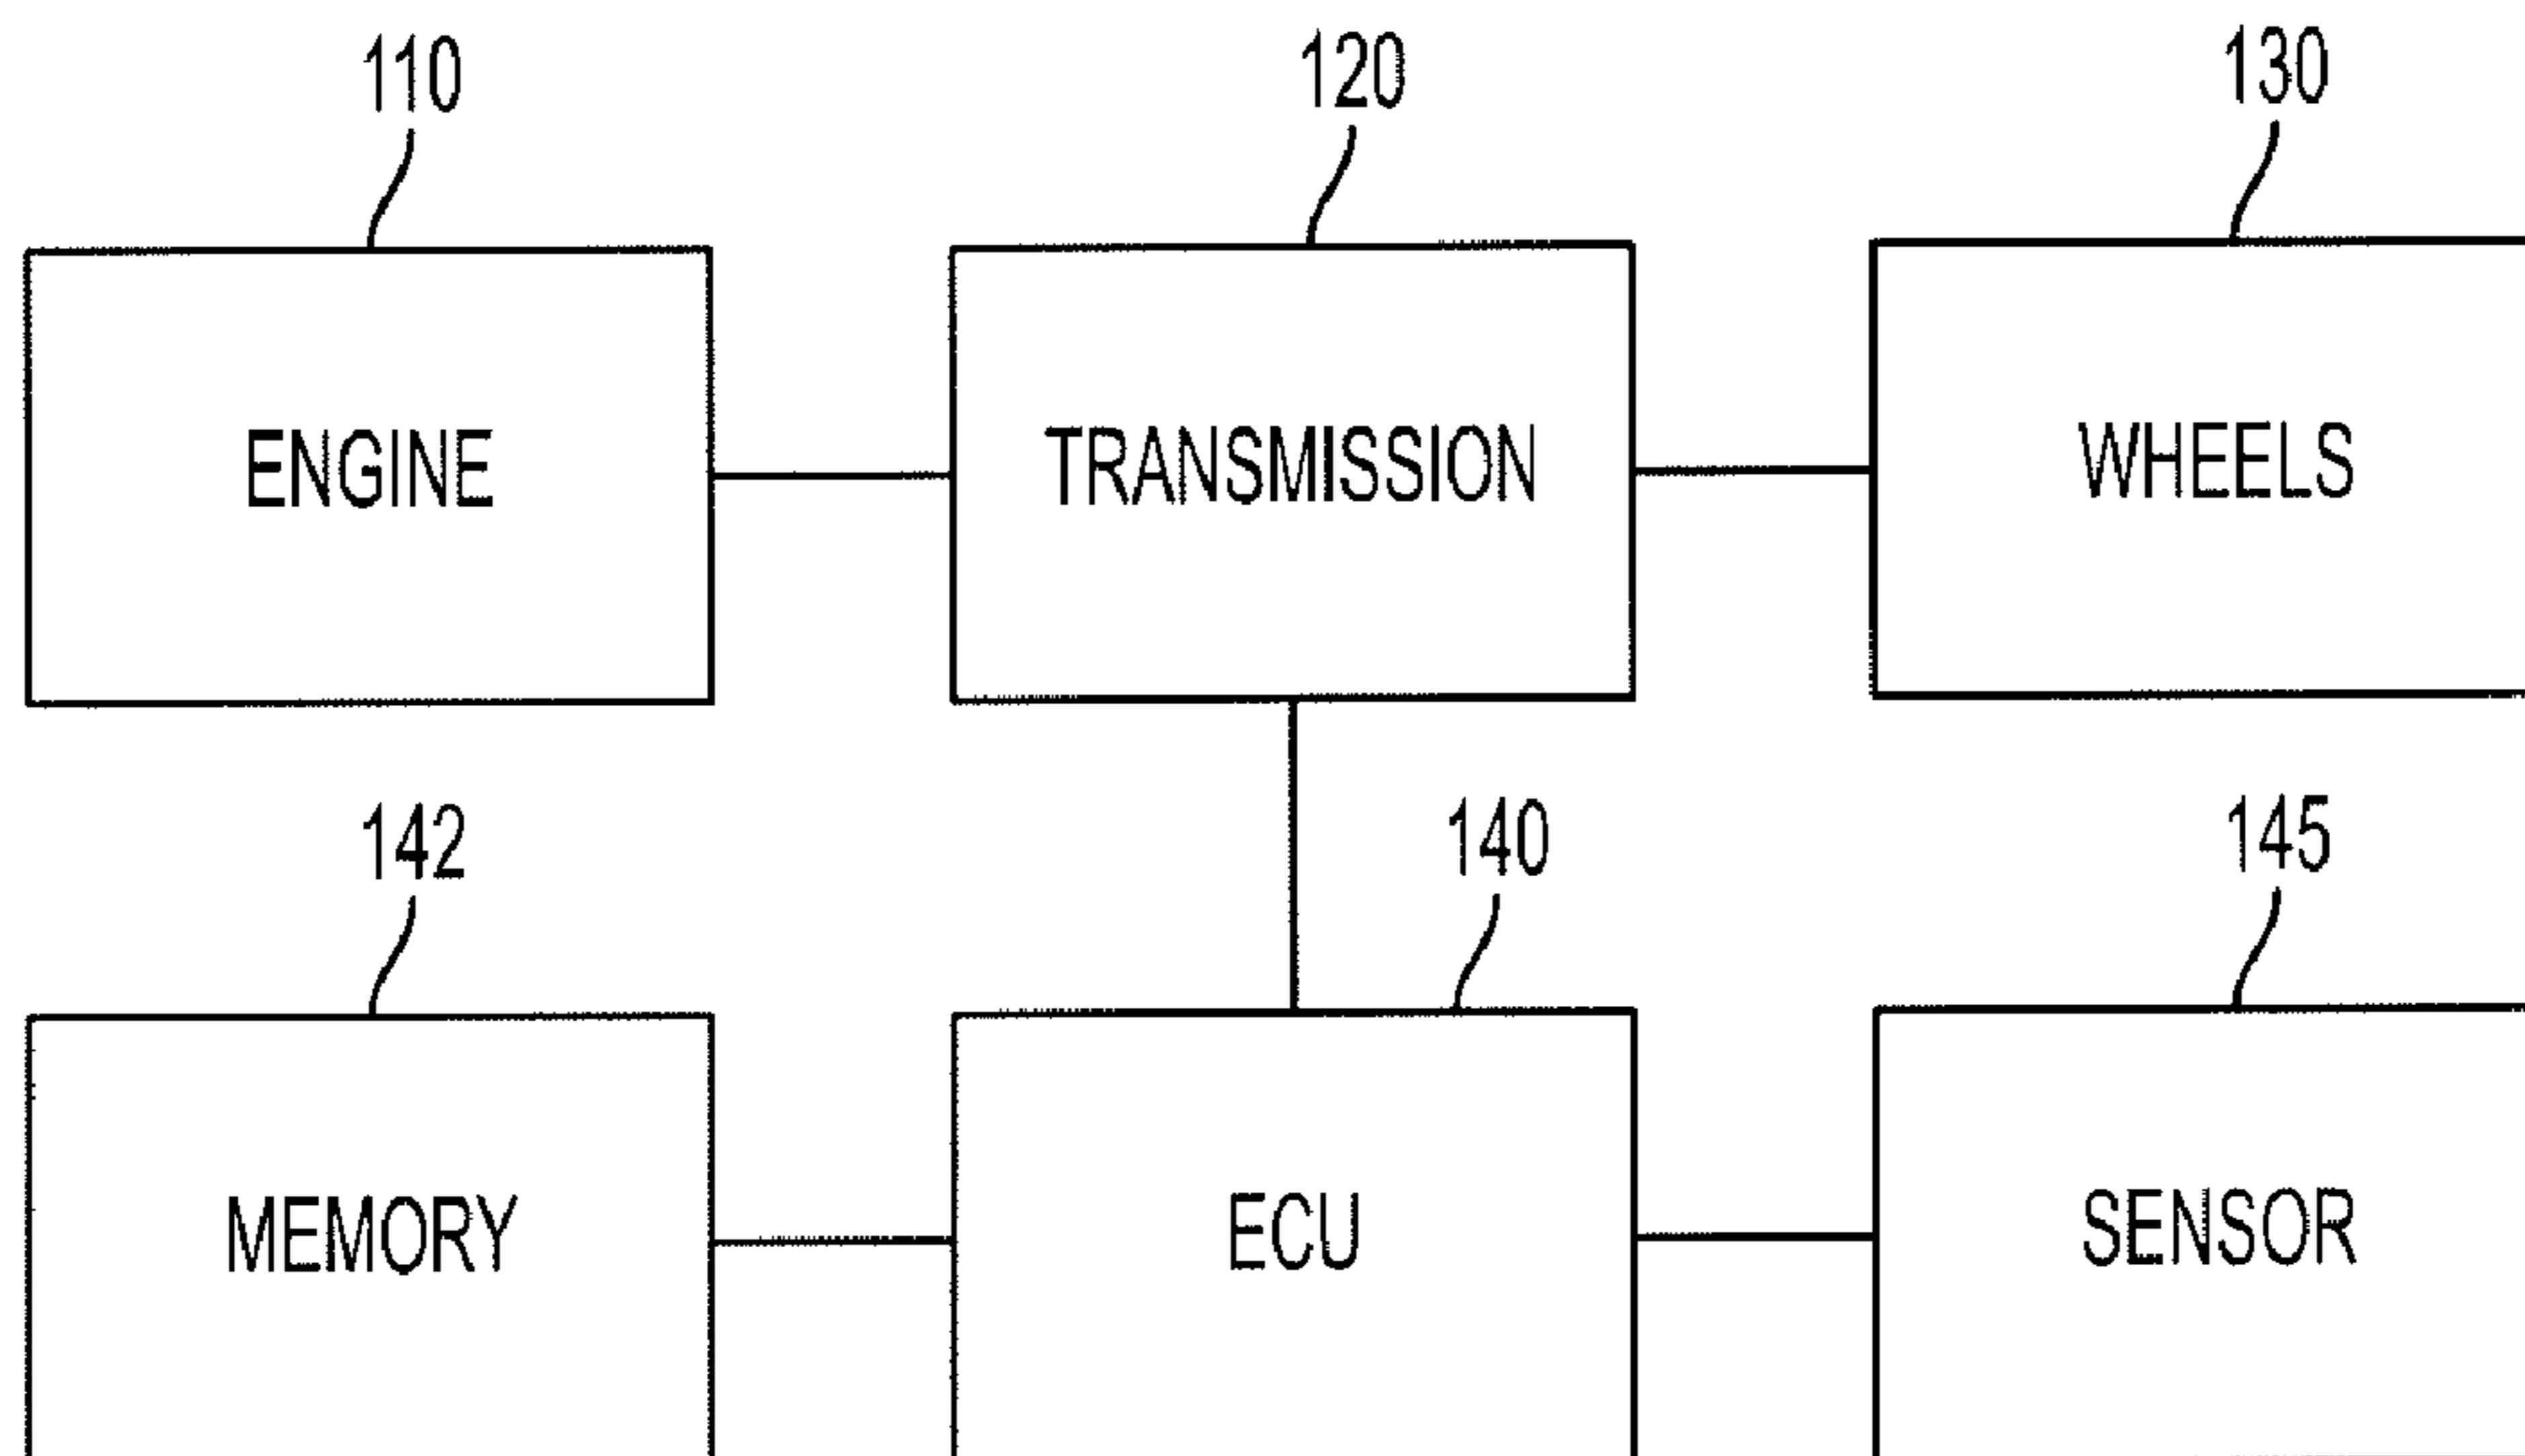 110
120
130
ENGINE
TRANSMISSION
WHEELS
142
140
145
MEMORY
ECU
SENSOR